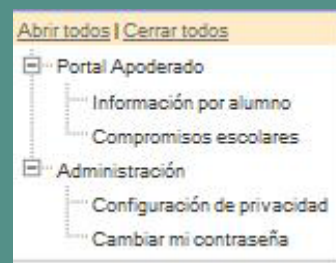 Abrir todos | Cerrar todos
Portal Apoderado
Información por alumno
Compromisos escolares
Administración
Configuración de privacidad
Cambiar mi contraseña